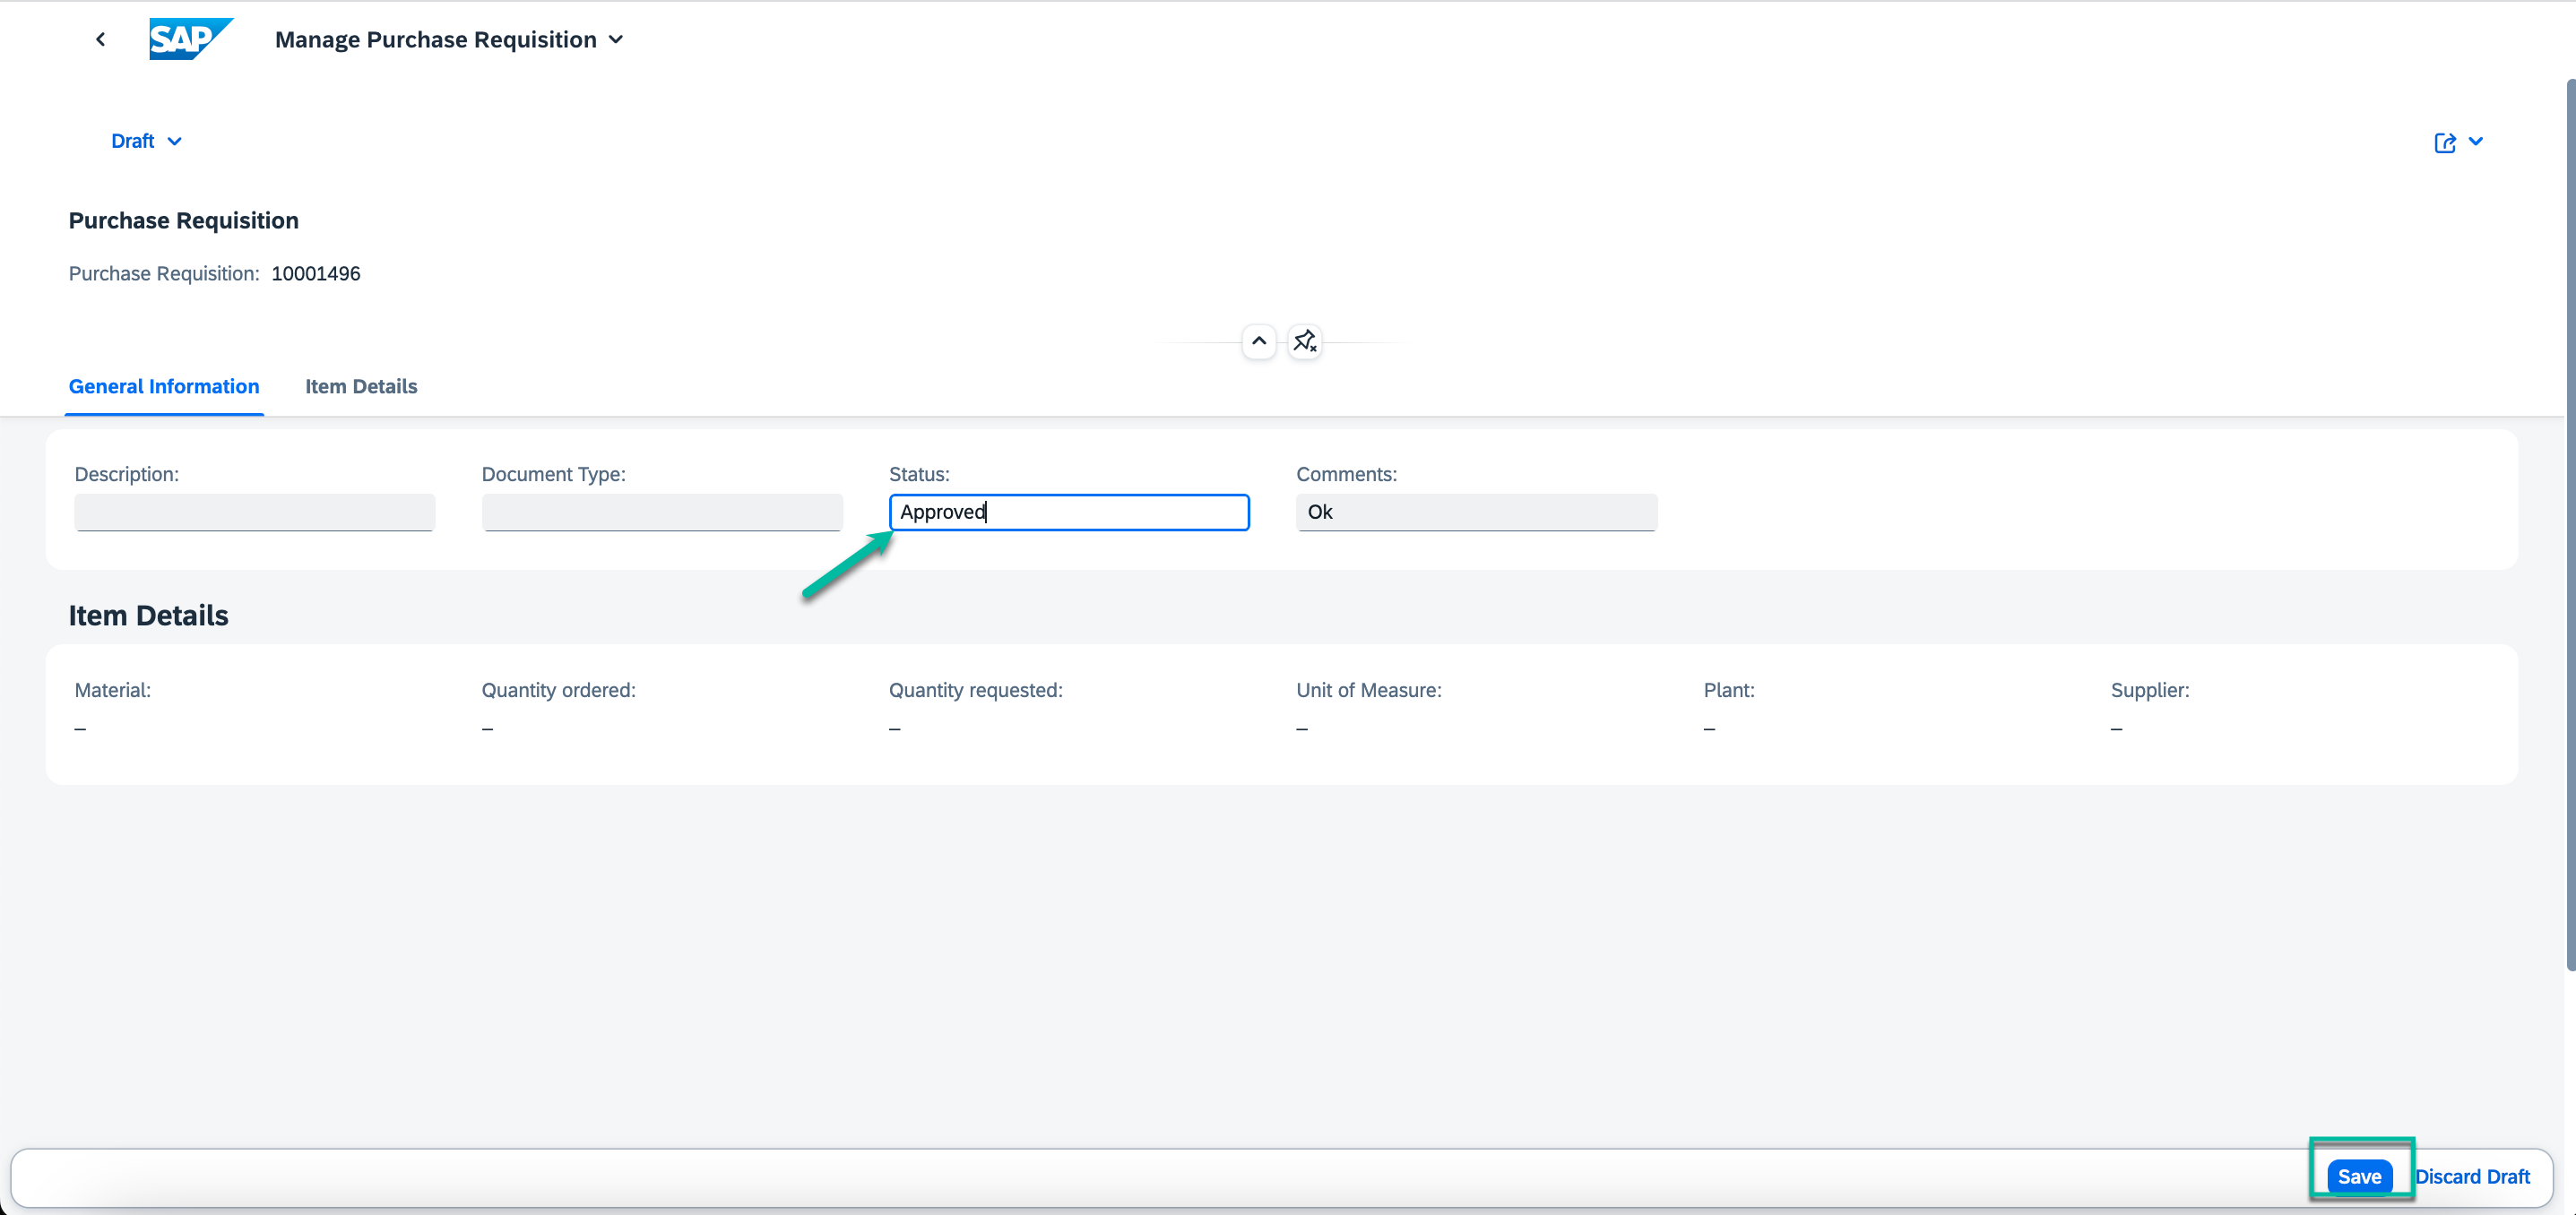 SAP Manage Purchase Requisition
Draft
Purchase Requisition
Purchase Requisition: 10001496
General Information Item Details
Description: Document Type: Status: Comments:
Approved Ok
Item Details
Material: Quantity ordered: Quantity requested: Unit of Measure: Plant: Supplier:
– – – – – –
Save Discard Draft